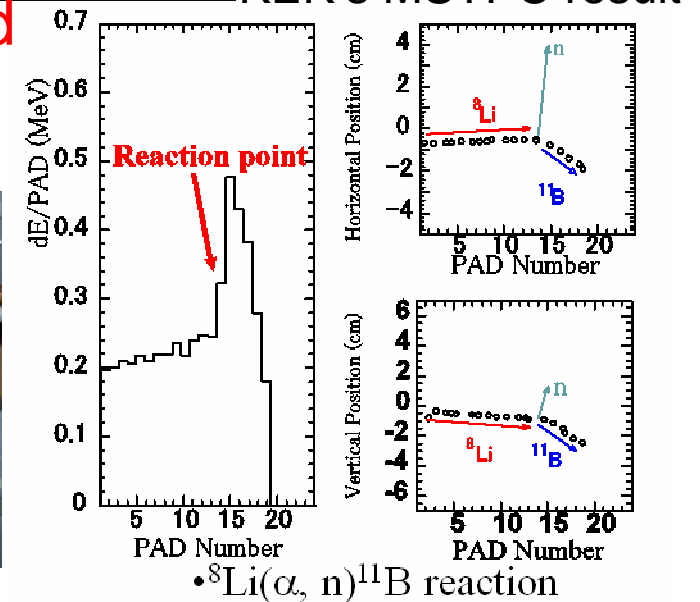 KEK's MSTPC result
0.7
0.6
0.5
0.4
0.3
0.2
0.1
0
dE/PAD (MeV)
Reaction point
5 10 15 20
PAD Number
4
2
0
-2
-4
Horizontal Position (cm)
n
⁸Li
¹¹B
5 10 15 20
PAD Number
6
4
2
0
-2
-4
-6
Vertical Position (cm)
n
⁸Li
¹¹B
5 10 15 20
PAD Number
•⁸Li(α, n)¹¹B reaction